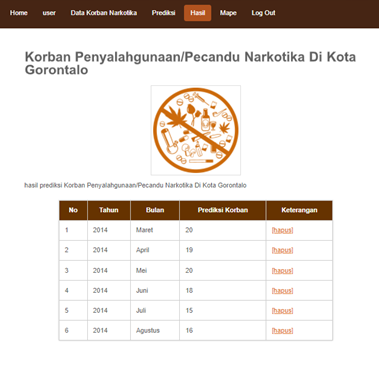 Home user Data Korban Narkotika Prediksi Hasil Mape Log Out
Korban Penyalahgunaan/Pecandu Narkotika Di Kota
Gorontalo
hasil prediksi Korban Penyalahgunaan/Pecandu Narkotika Di Kota Gorontalo
No Tahun Bulan Prediksi Korban Keterangan
1 2014 Maret 20 [hapus]
2 2014 April 19 [hapus]
3 2014 Mei 20 [hapus]
4 2014 Juni 18 [hapus]
5 2014 Juli 15 [hapus]
6 2014 Agustus 16 [hapus]